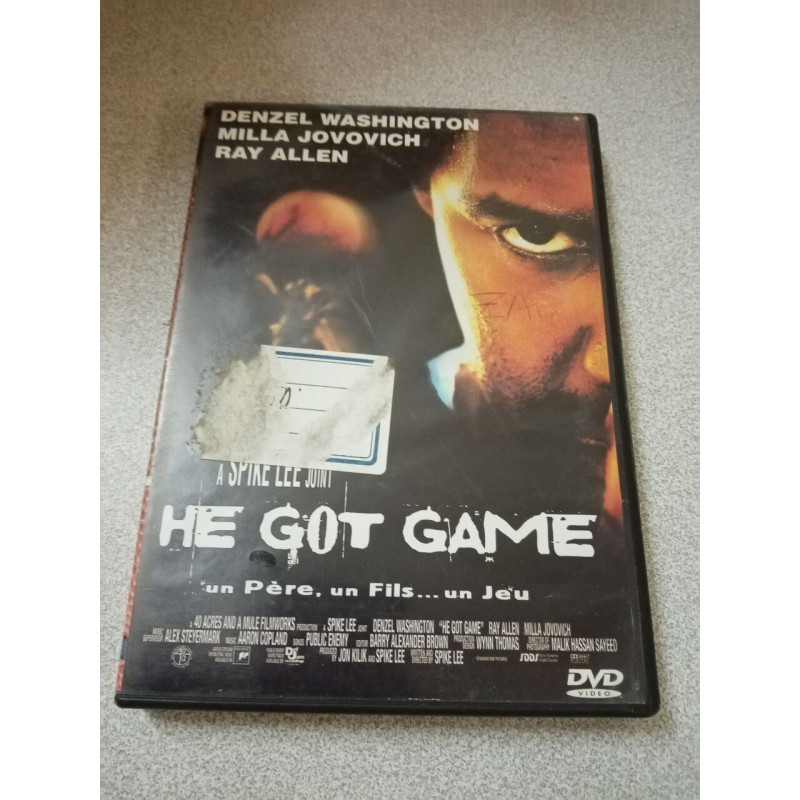 DENZEL WASHINGTON
MILLA JOVOVICH
RAY ALLEN
A SPIKE LEE JOINT
HE GOT GAME
un Père, un Fils... un Jeu
40 ACRES AND A MULE FILMWORKS PRODUCTION A SPIKE LEE JOINT DENZEL WASHINGTON "HE GOT GAME" RAY ALLEN MILLA JOVOVICH
MUSIC SUPERVISOR ALEX STEYERMARK MUSIC AARON COPLAND SONGS PUBLIC ENEMY EDITOR BARRY ALEXANDER BROWN PRODUCTION DESIGN WYNN THOMAS DIRECTOR OF PHOTOGRAPHY MALIK HASSAN SAYEED
PRODUCED BY JON KILIK AND SPIKE LEE WRITTEN AND DIRECTED BY SPIKE LEE
SDDS
DVD
VIDEO